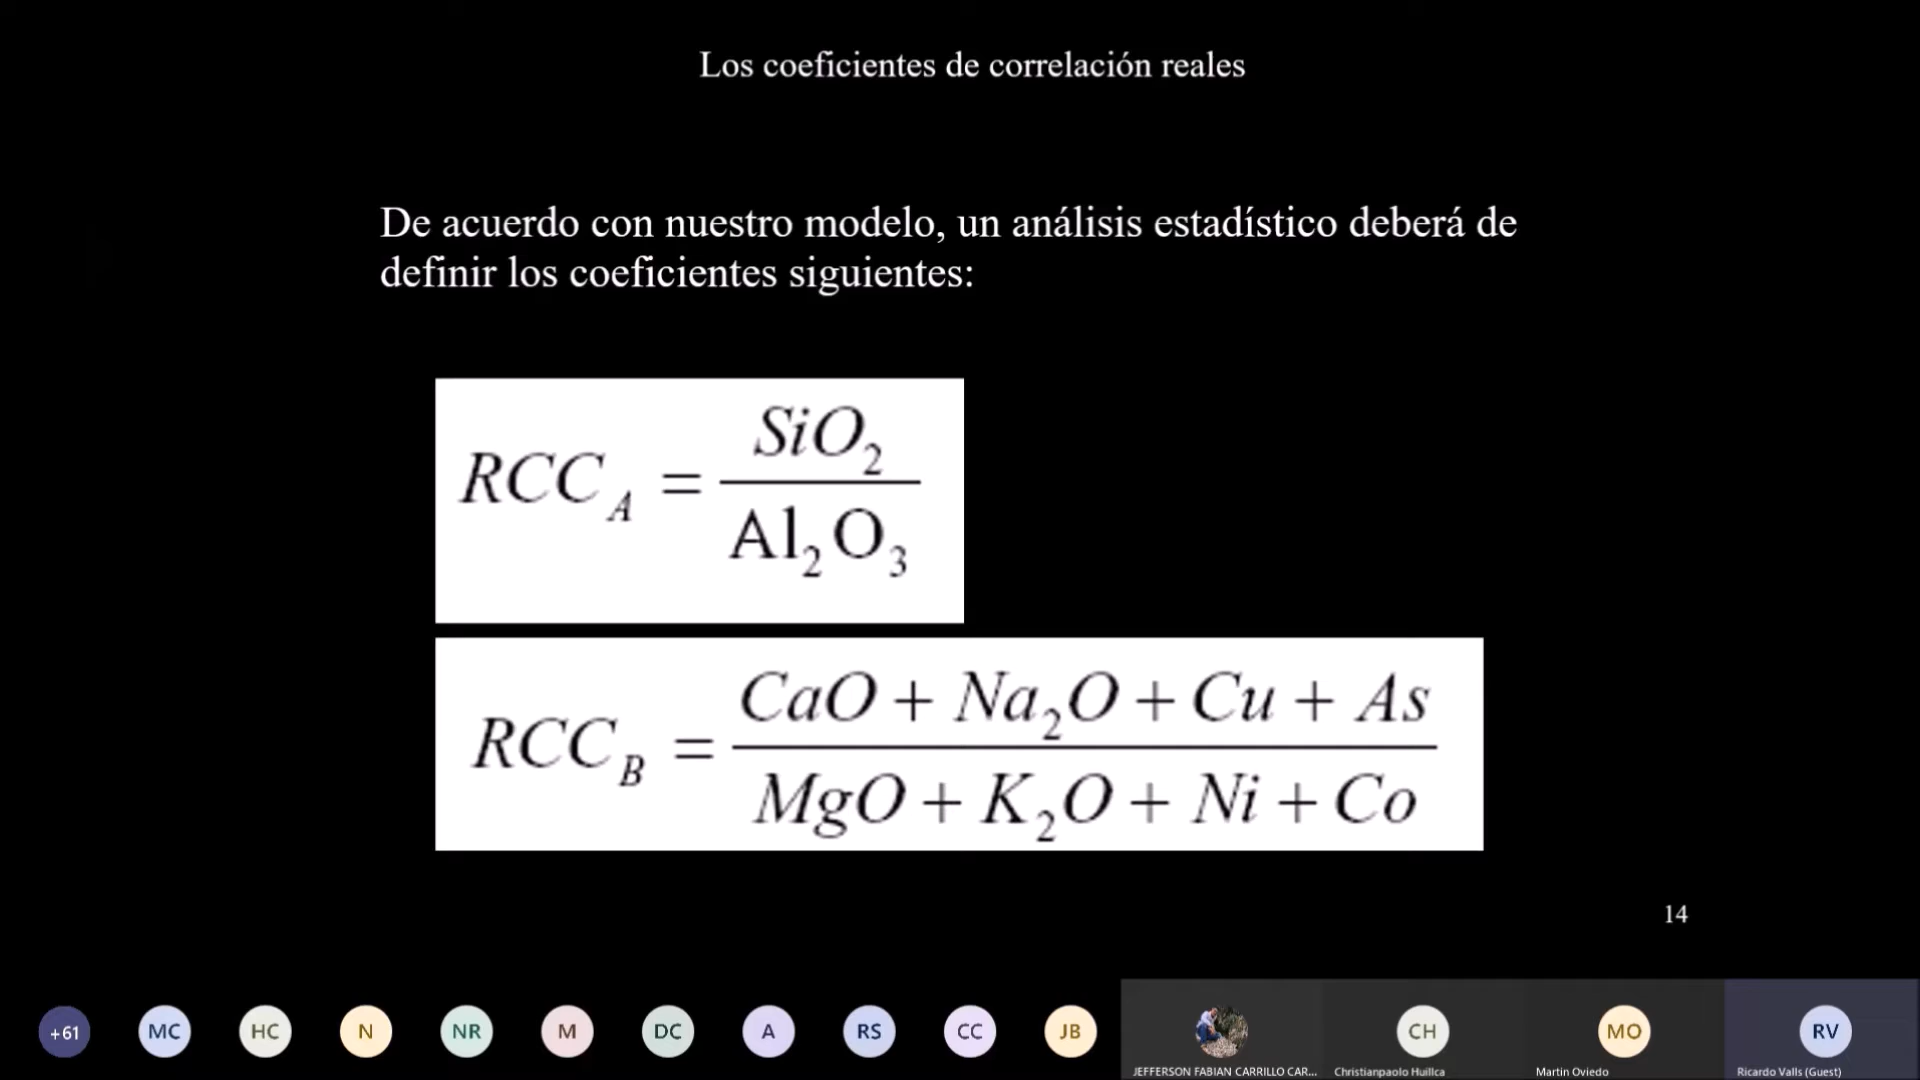 Los coeficientes de correlación reales
De acuerdo con nuestro modelo, un análisis estadístico deberá de
definir los coeficientes siguientes:
RCC_A = SiO₂ / Al₂O₃
RCC_B = CaO + Na₂O + Cu + As / MgO + K₂O + Ni + Co
14
+61 MC HC N NR M DC A RS CC JB CH MO RV
JEFFERSON FABIAN CARRILLO CAR... Christianpaolo Huillca Martin Oviedo Ricardo Valls (Guest)